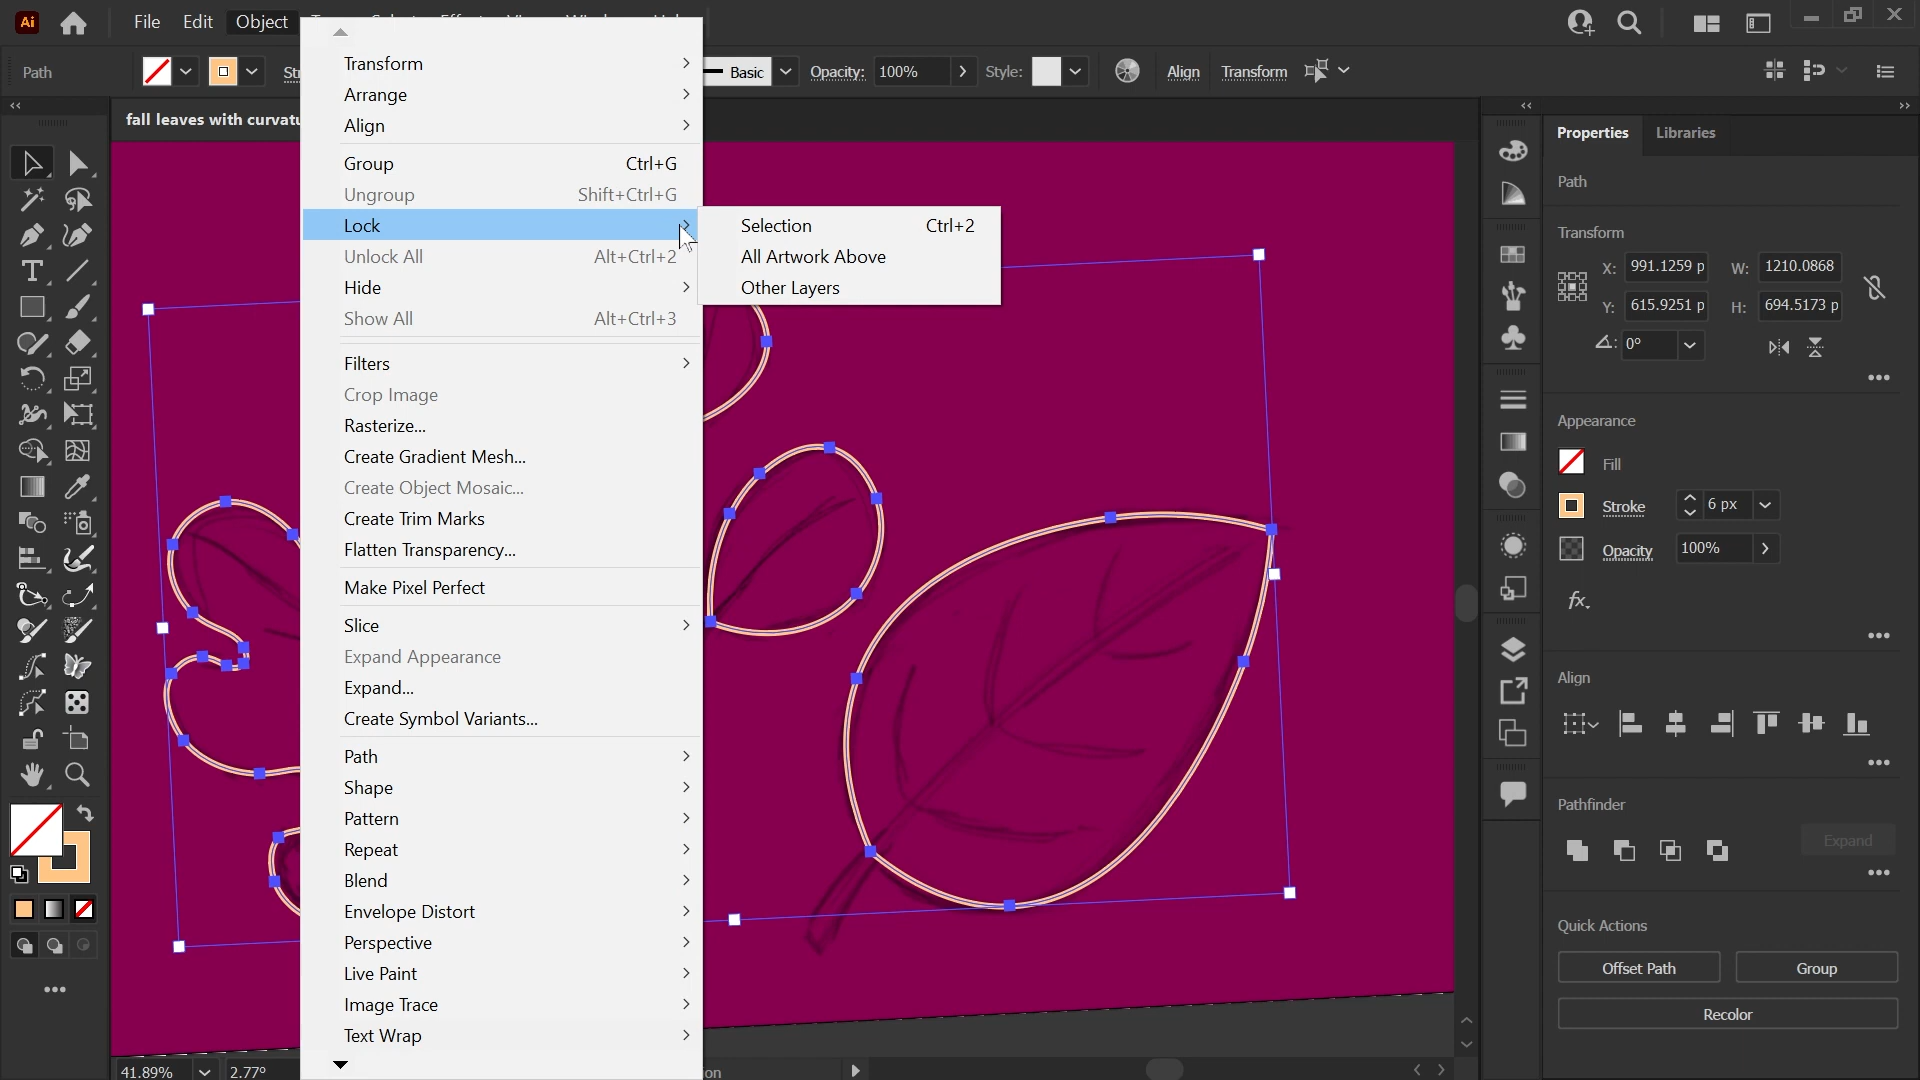 Ai File Edit Object
Path Basic Opacity: 100% Style: Align Transform
fall leaves with curvatu
Transform
Arrange
Align
Group Ctrl+G
Ungroup Shift+Ctrl+G
Lock
Unlock All Alt+Ctrl+2
Hide
Show All Alt+Ctrl+3
Filters
Crop Image
Rasterize...
Create Gradient Mesh...
Create Object Mosaic...
Create Trim Marks
Flatten Transparency...
Make Pixel Perfect
Slice
Expand Appearance
Expand...
Create Symbol Variants...
Path
Shape
Pattern
Repeat
Blend
Envelope Distort
Perspective
Live Paint
Image Trace
Text Wrap
Selection Ctrl+2
All Artwork Above
Other Layers
Properties Libraries
Path
Transform
X: 991.1259 p W: 1210.0868
Y: 615.9251 p H: 694.5173 p
0°
Appearance
Fill
Stroke 6 px
Opacity 100%
fx.
Align
Pathfinder
Expand
Quick Actions
Offset Path Group
Recolor
41.89% 2.77°